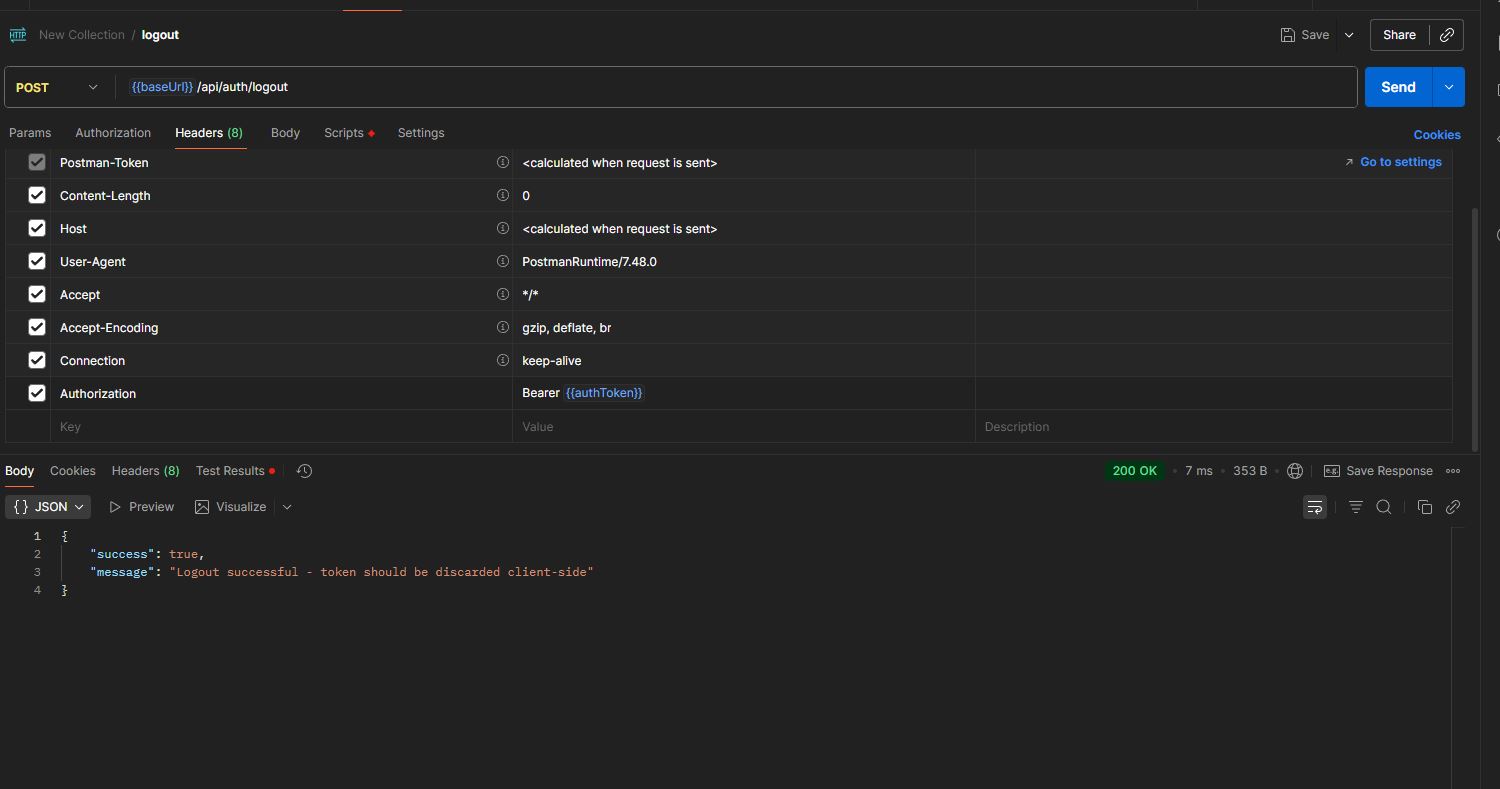 HTTP New Collection / logout Save Share
POST {{baseUrl}} /api/auth/logout Send
Params Authorization Headers (8) Body Scripts Settings Cookies
Postman-Token <calculated when request is sent> Go to settings
Content-Length 0
Host <calculated when request is sent>
User-Agent PostmanRuntime/7.48.0
Accept */*
Accept-Encoding gzip, deflate, br
Connection keep-alive
Authorization Bearer {{authToken}}
Key Value Description
Body Cookies Headers (8) Test Results 200 OK • 7 ms • 353 B • e.g. Save Response
{} JSON Preview Visualize
1 {
2 "success": true,
3 "message": "Logout successful - token should be discarded client-side"
4 }